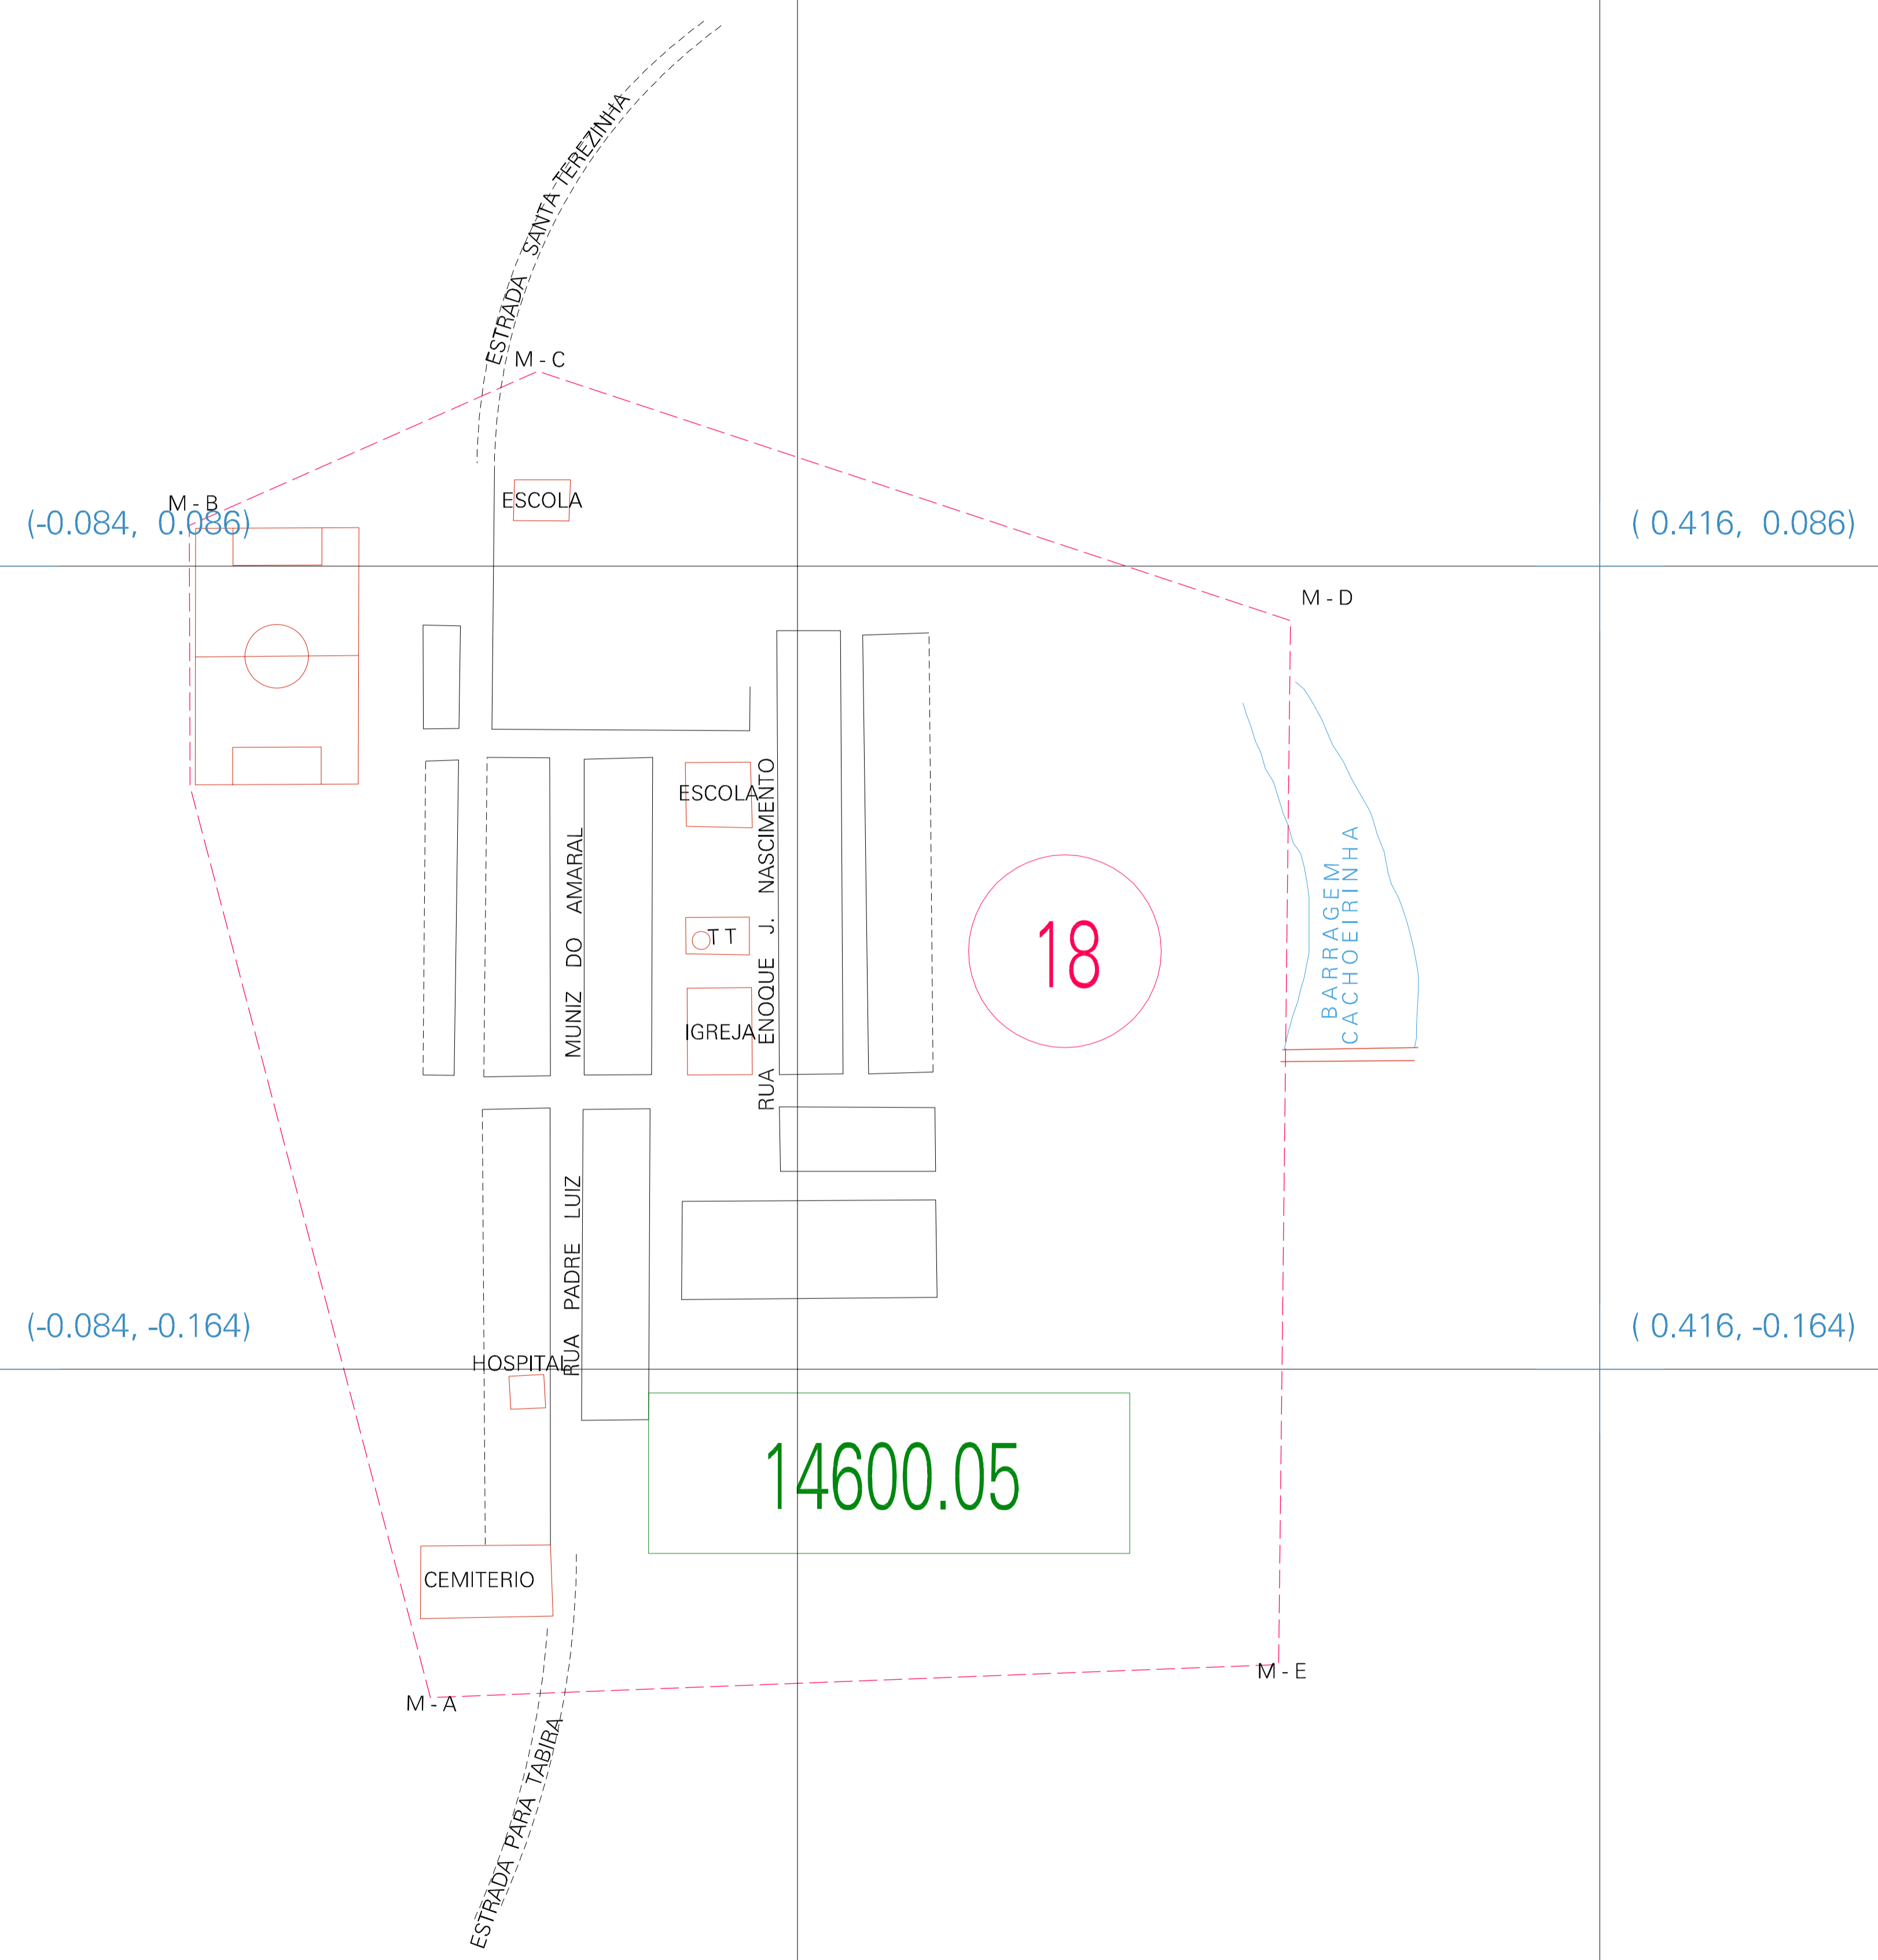 ESTRADA SANTA TEREZINHA
M - C
M - B
ESCOLA
(-0.084, 0.086)
( 0.416, 0.086)
M - D
ESCOLA
MUNIZ DO AMARAL
RUA ENOQUE J. NASCIMENTO
T T
18
BARRAGEM
CACHOEIRINHA
IGREJA
RUA PADRE LUIZ
(-0.084, -0.164)
( 0.416, -0.164)
HOSPITAL
14600.05
CEMITERIO
M - E
M - A
ESTRADA PARA TABIRA